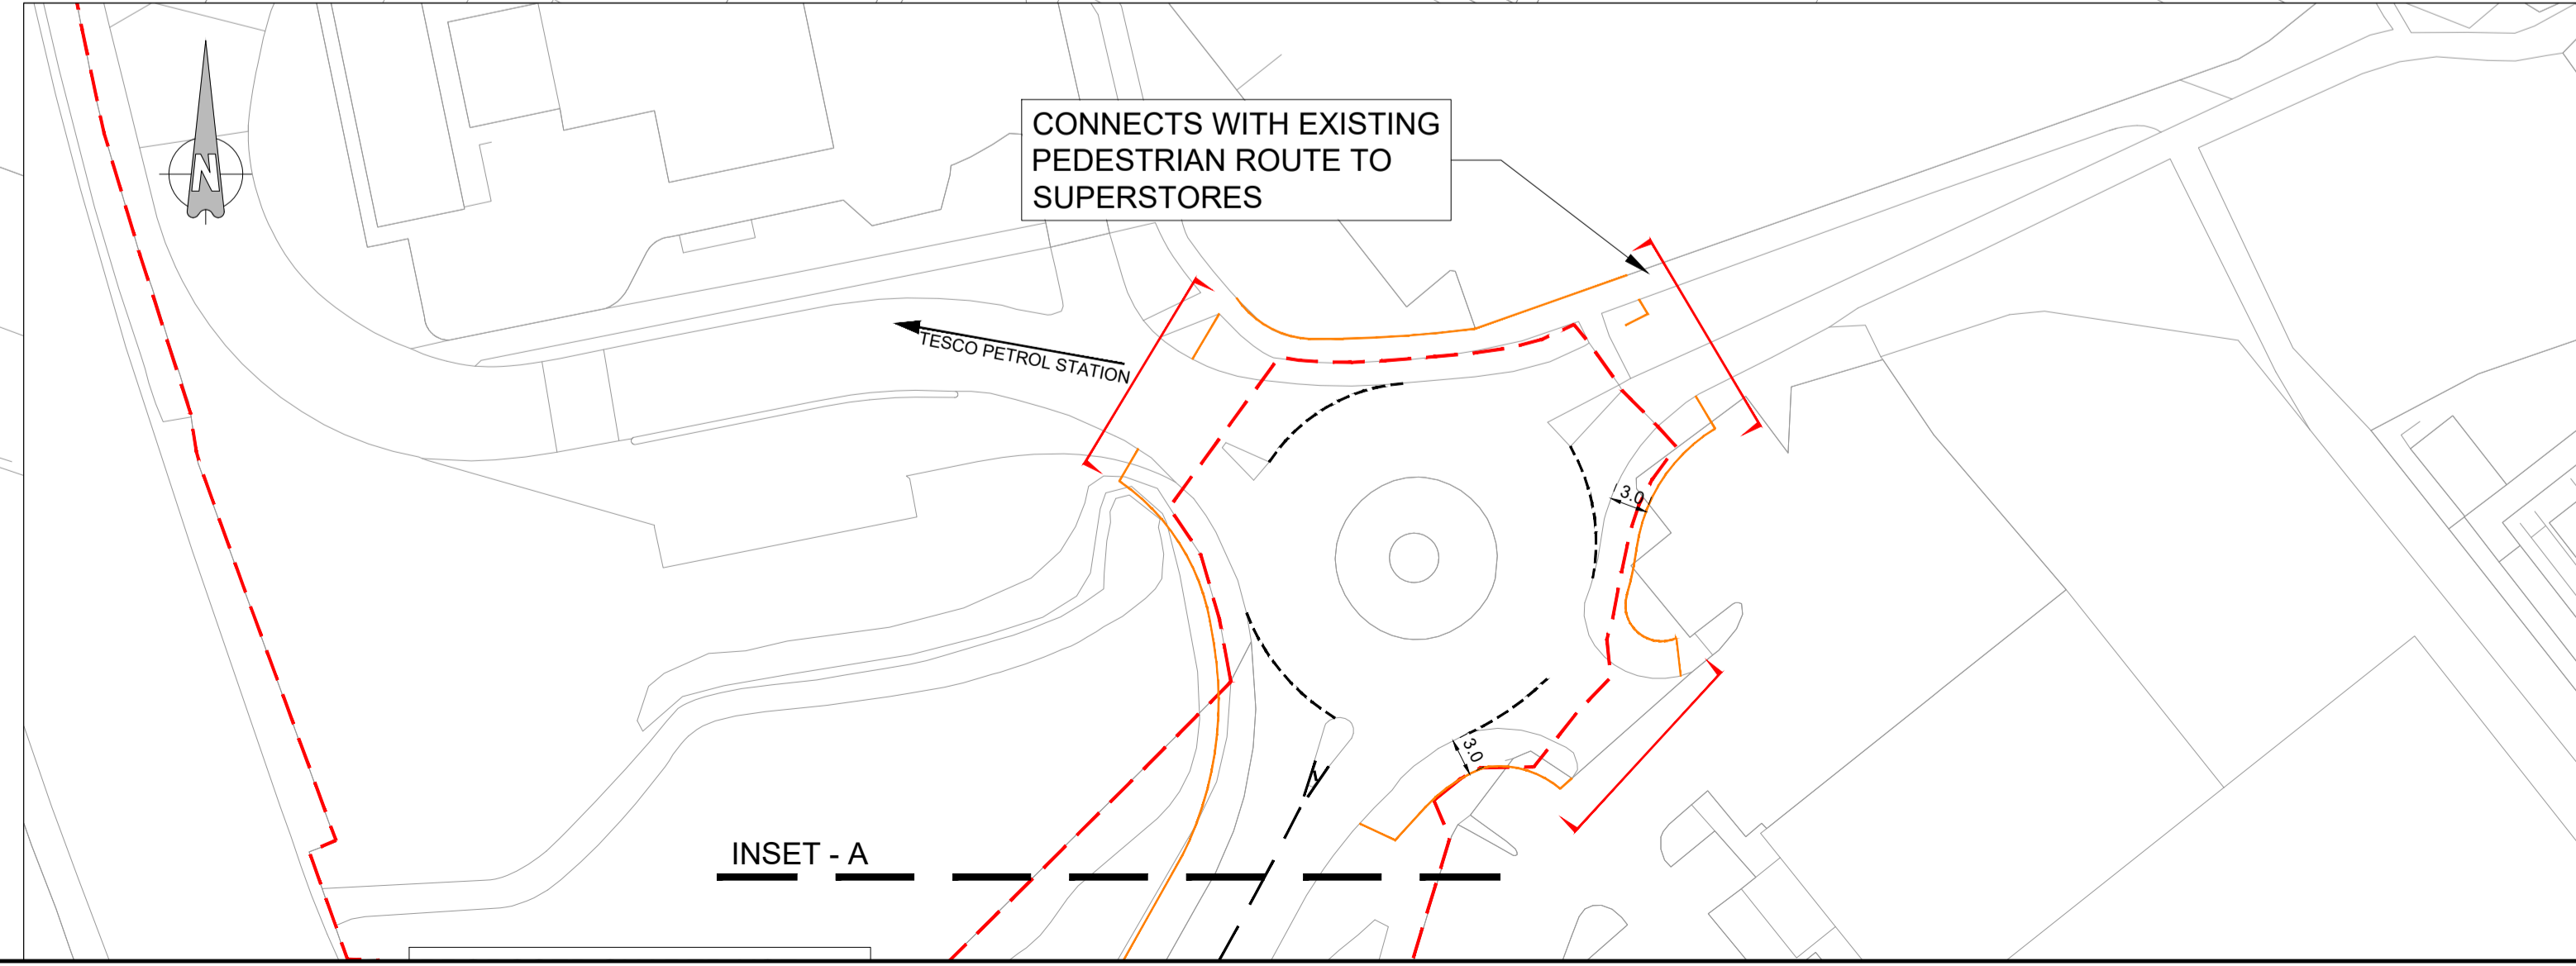 N
CONNECTS WITH EXISTING
PEDESTRIAN ROUTE TO
SUPERSTORES
TESCO PETROL STATION
3.0
3.0
INSET - A